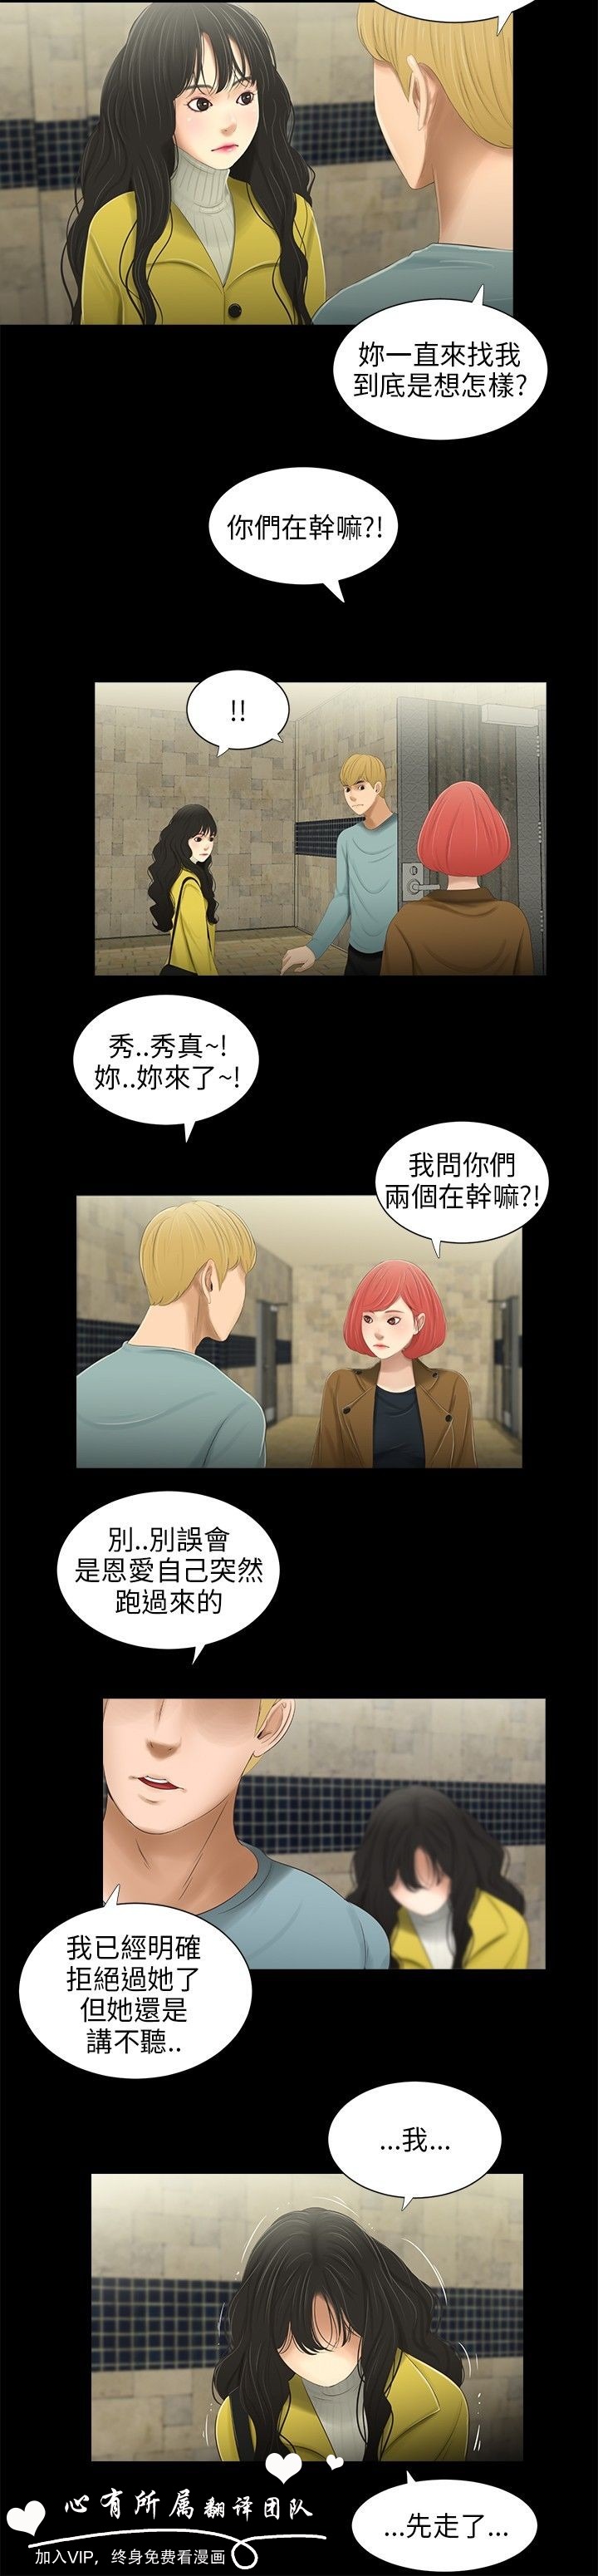 妳一直來找我
到底是想怎樣?
你們在幹嘛?!
!!
秀..秀真~!
妳..妳來了~!
我問你們
兩個在幹嘛?!
別..別誤會
是恩愛自己突然
跑過來的
我已經明確
拒絕過她了
但她還是
講不聽..
...我...
心有所属翻译团队
加入VIP，终身免费看漫画
...先走了...